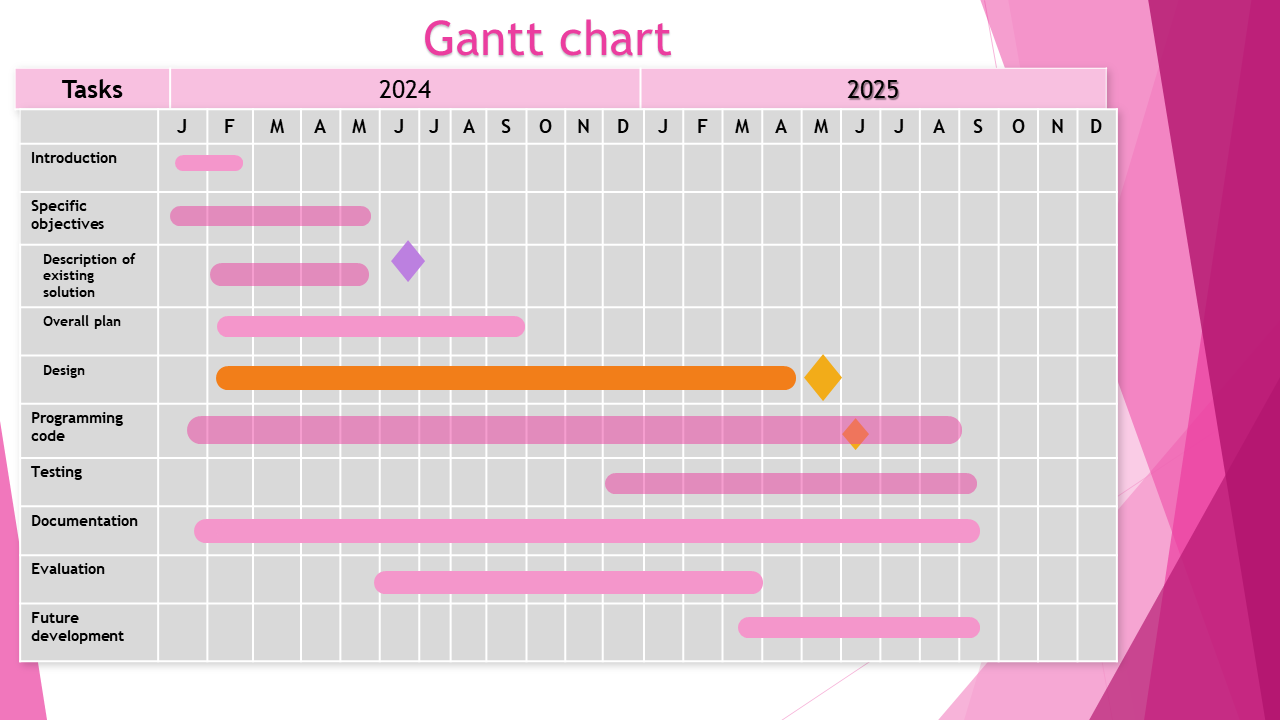 Gantt chart
Tasks 2024 2025
J F M A M J J A S O N D J F M A M J J A S O N D
Introduction
Specific
objectives
Description of
existing
solution
Overall plan
Design
Programming
code
Testing
Documentation
Evaluation
Future
development